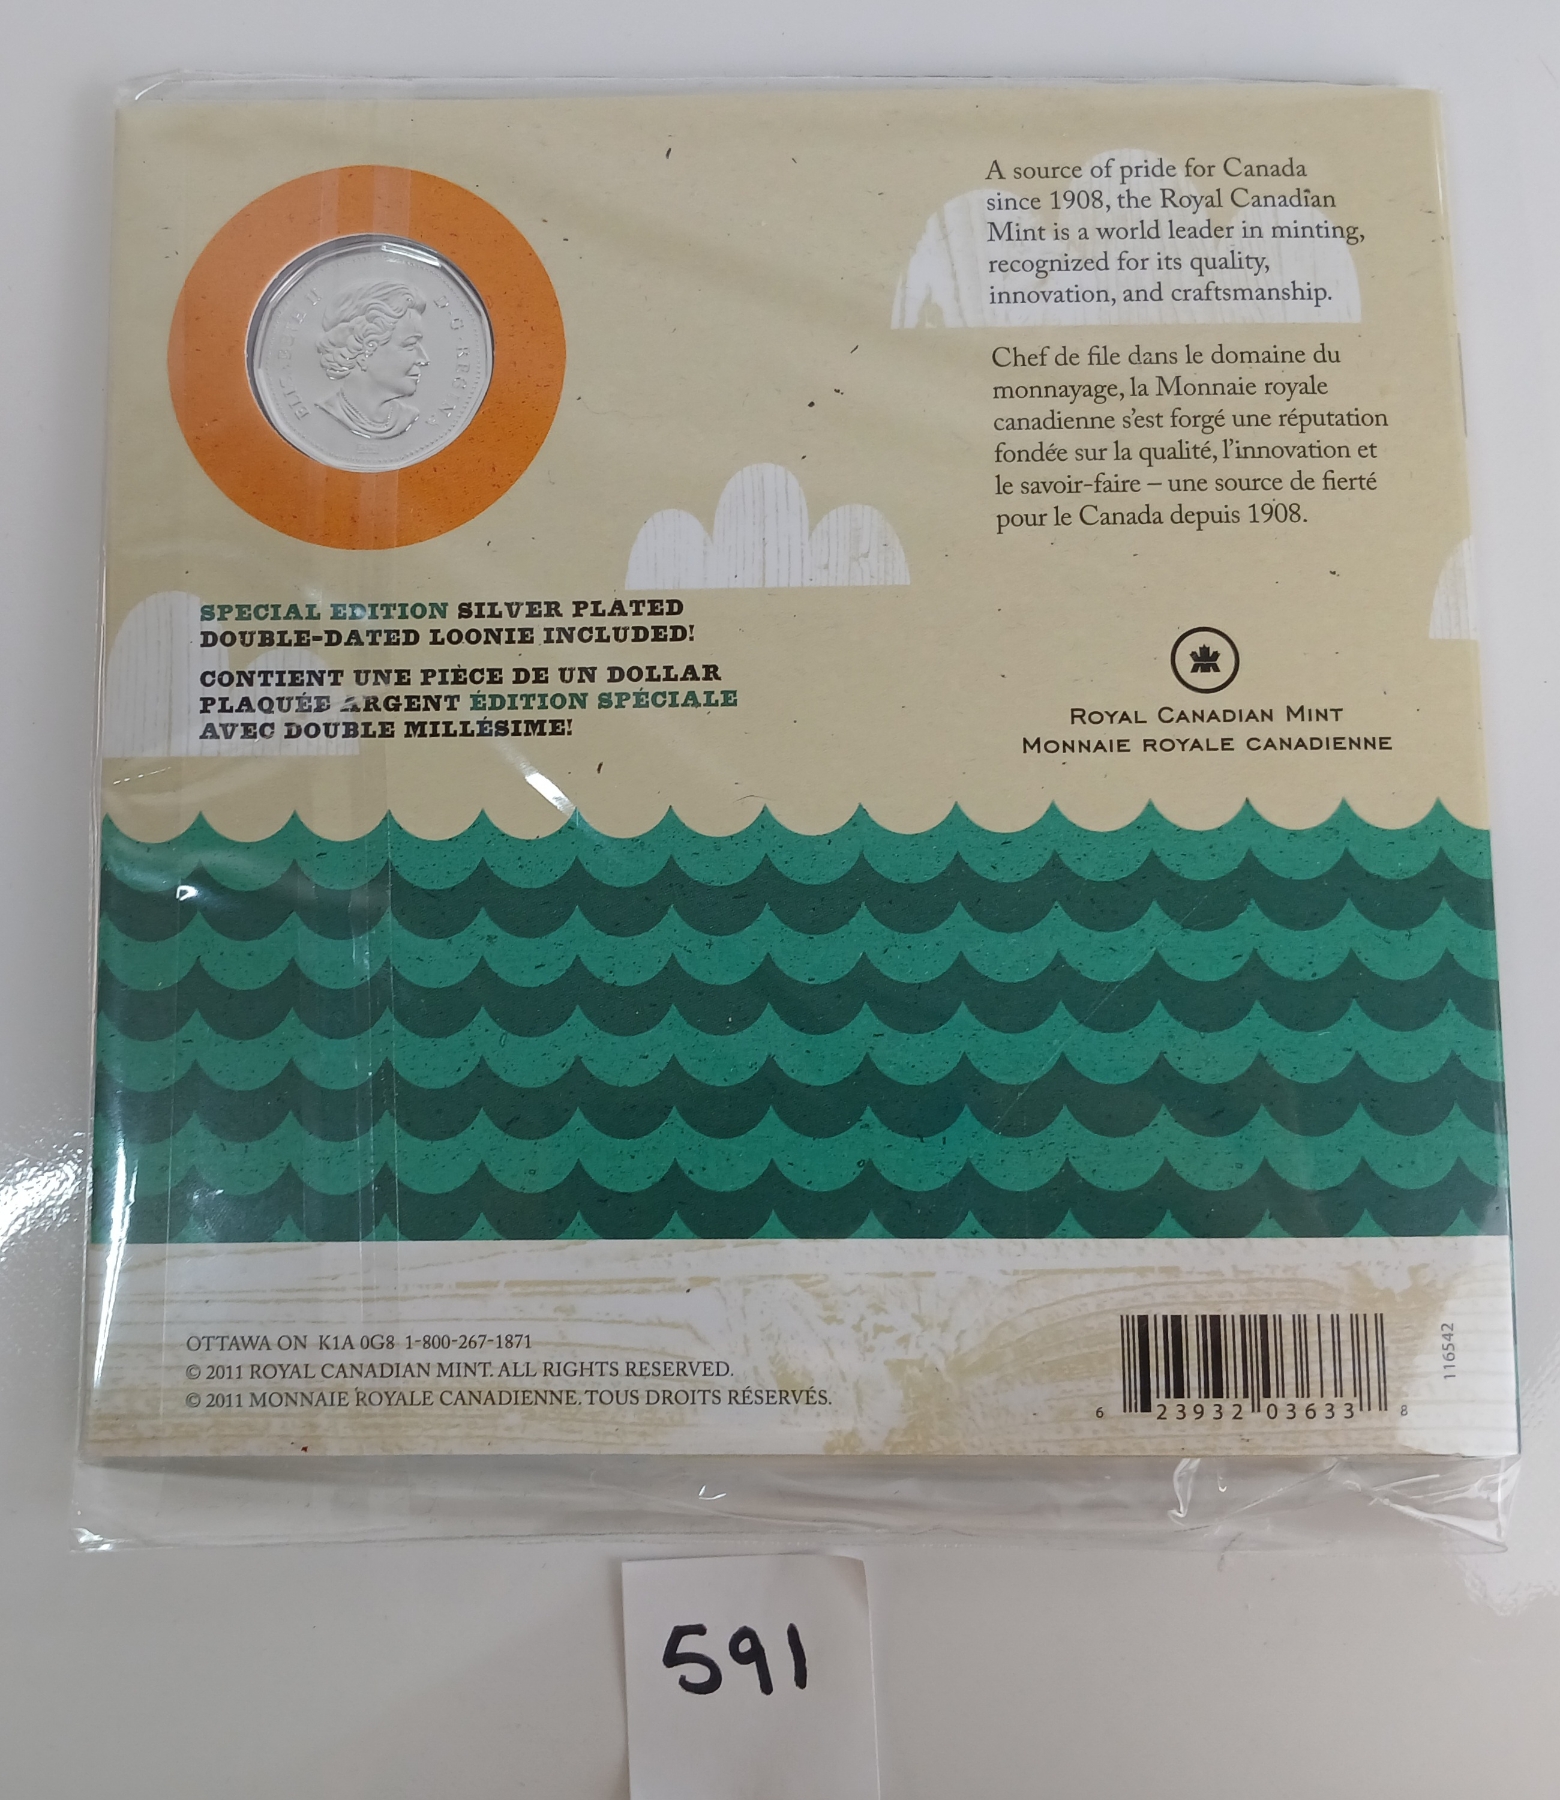 ELIZABETH II D·G·REGINA
A source of pride for Canada
since 1908, the Royal Canadian
Mint is a world leader in minting,
recognized for its quality,
innovation, and craftsmanship.
Chef de file dans le domaine du
monnayage, la Monnaie royale
canadienne s'est forgé une réputation
fondée sur la qualité, l'innovation et
le savoir-faire – une source de fierté
pour le Canada depuis 1908.
SPECIAL EDITION SILVER PLATED
DOUBLE-DATED LOONIE INCLUDED!
CONTIENT UNE PIÈCE DE UN DOLLAR
PLAQUÉE ARGENT ÉDITION SPÉCIALE
AVEC DOUBLE MILLÉSIME!
ROYAL CANADIAN MINT
MONNAIE ROYALE CANADIENNE
OTTAWA ON K1A 0G8 1-800-267-1871
© 2011 ROYAL CANADIAN MINT. ALL RIGHTS RESERVED.
© 2011 MONNAIE ROYALE CANADIENNE. TOUS DROITS RÉSERVÉS.
6 23932 03633 8
116542
591